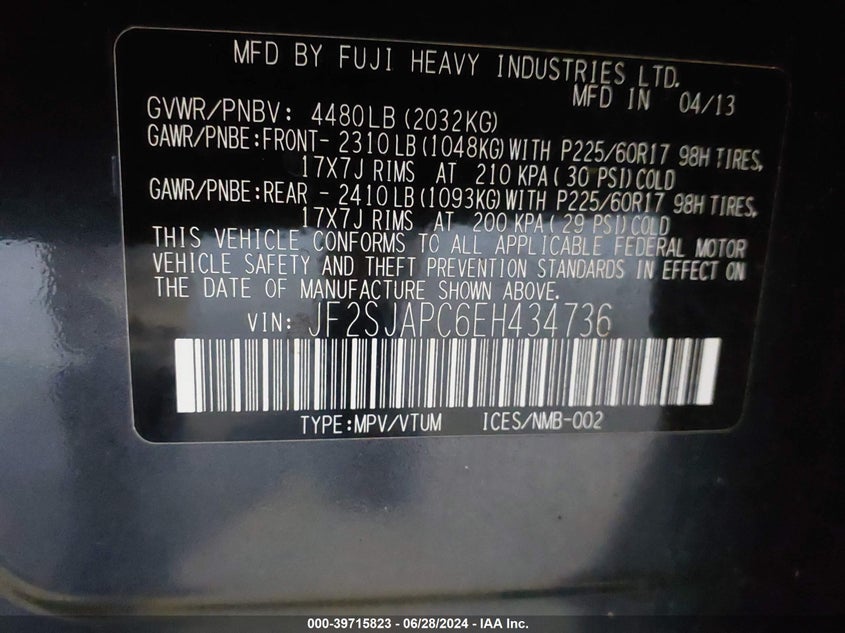 MFD BY FUJI HEAVY INDUSTRIES LTD.
MFD IN 04/13
GVWR/PNBV: 4480LB (2032KG)
GAWR/PNBE:FRONT- 2310LB (1048KG) WITH P225/60R17 98H TIRES,
17X7J RIMS AT 210 KPA ( 30 PSI) COLD
GAWR/PNBE:REAR - 2410LB (1093KG) WITH P225/60R17 98H TIRES,
17X7J RIMS AT 200 KPA ( 29 PSI) COLD
THIS VEHICLE CONFORMS TO ALL APPLICABLE FEDERAL MOTOR
VEHICLE SAFETY AND THEFT PREVENTION STANDARDS IN EFFECT ON
THE DATE OF MANUFACTURE SHOWN ABOVE.
VIN: JF2SJAPC6EH434736
TYPE:MPV/VTUM ICES/NMB-002
000-39715823 - 06/28/2024 - IAA Inc.